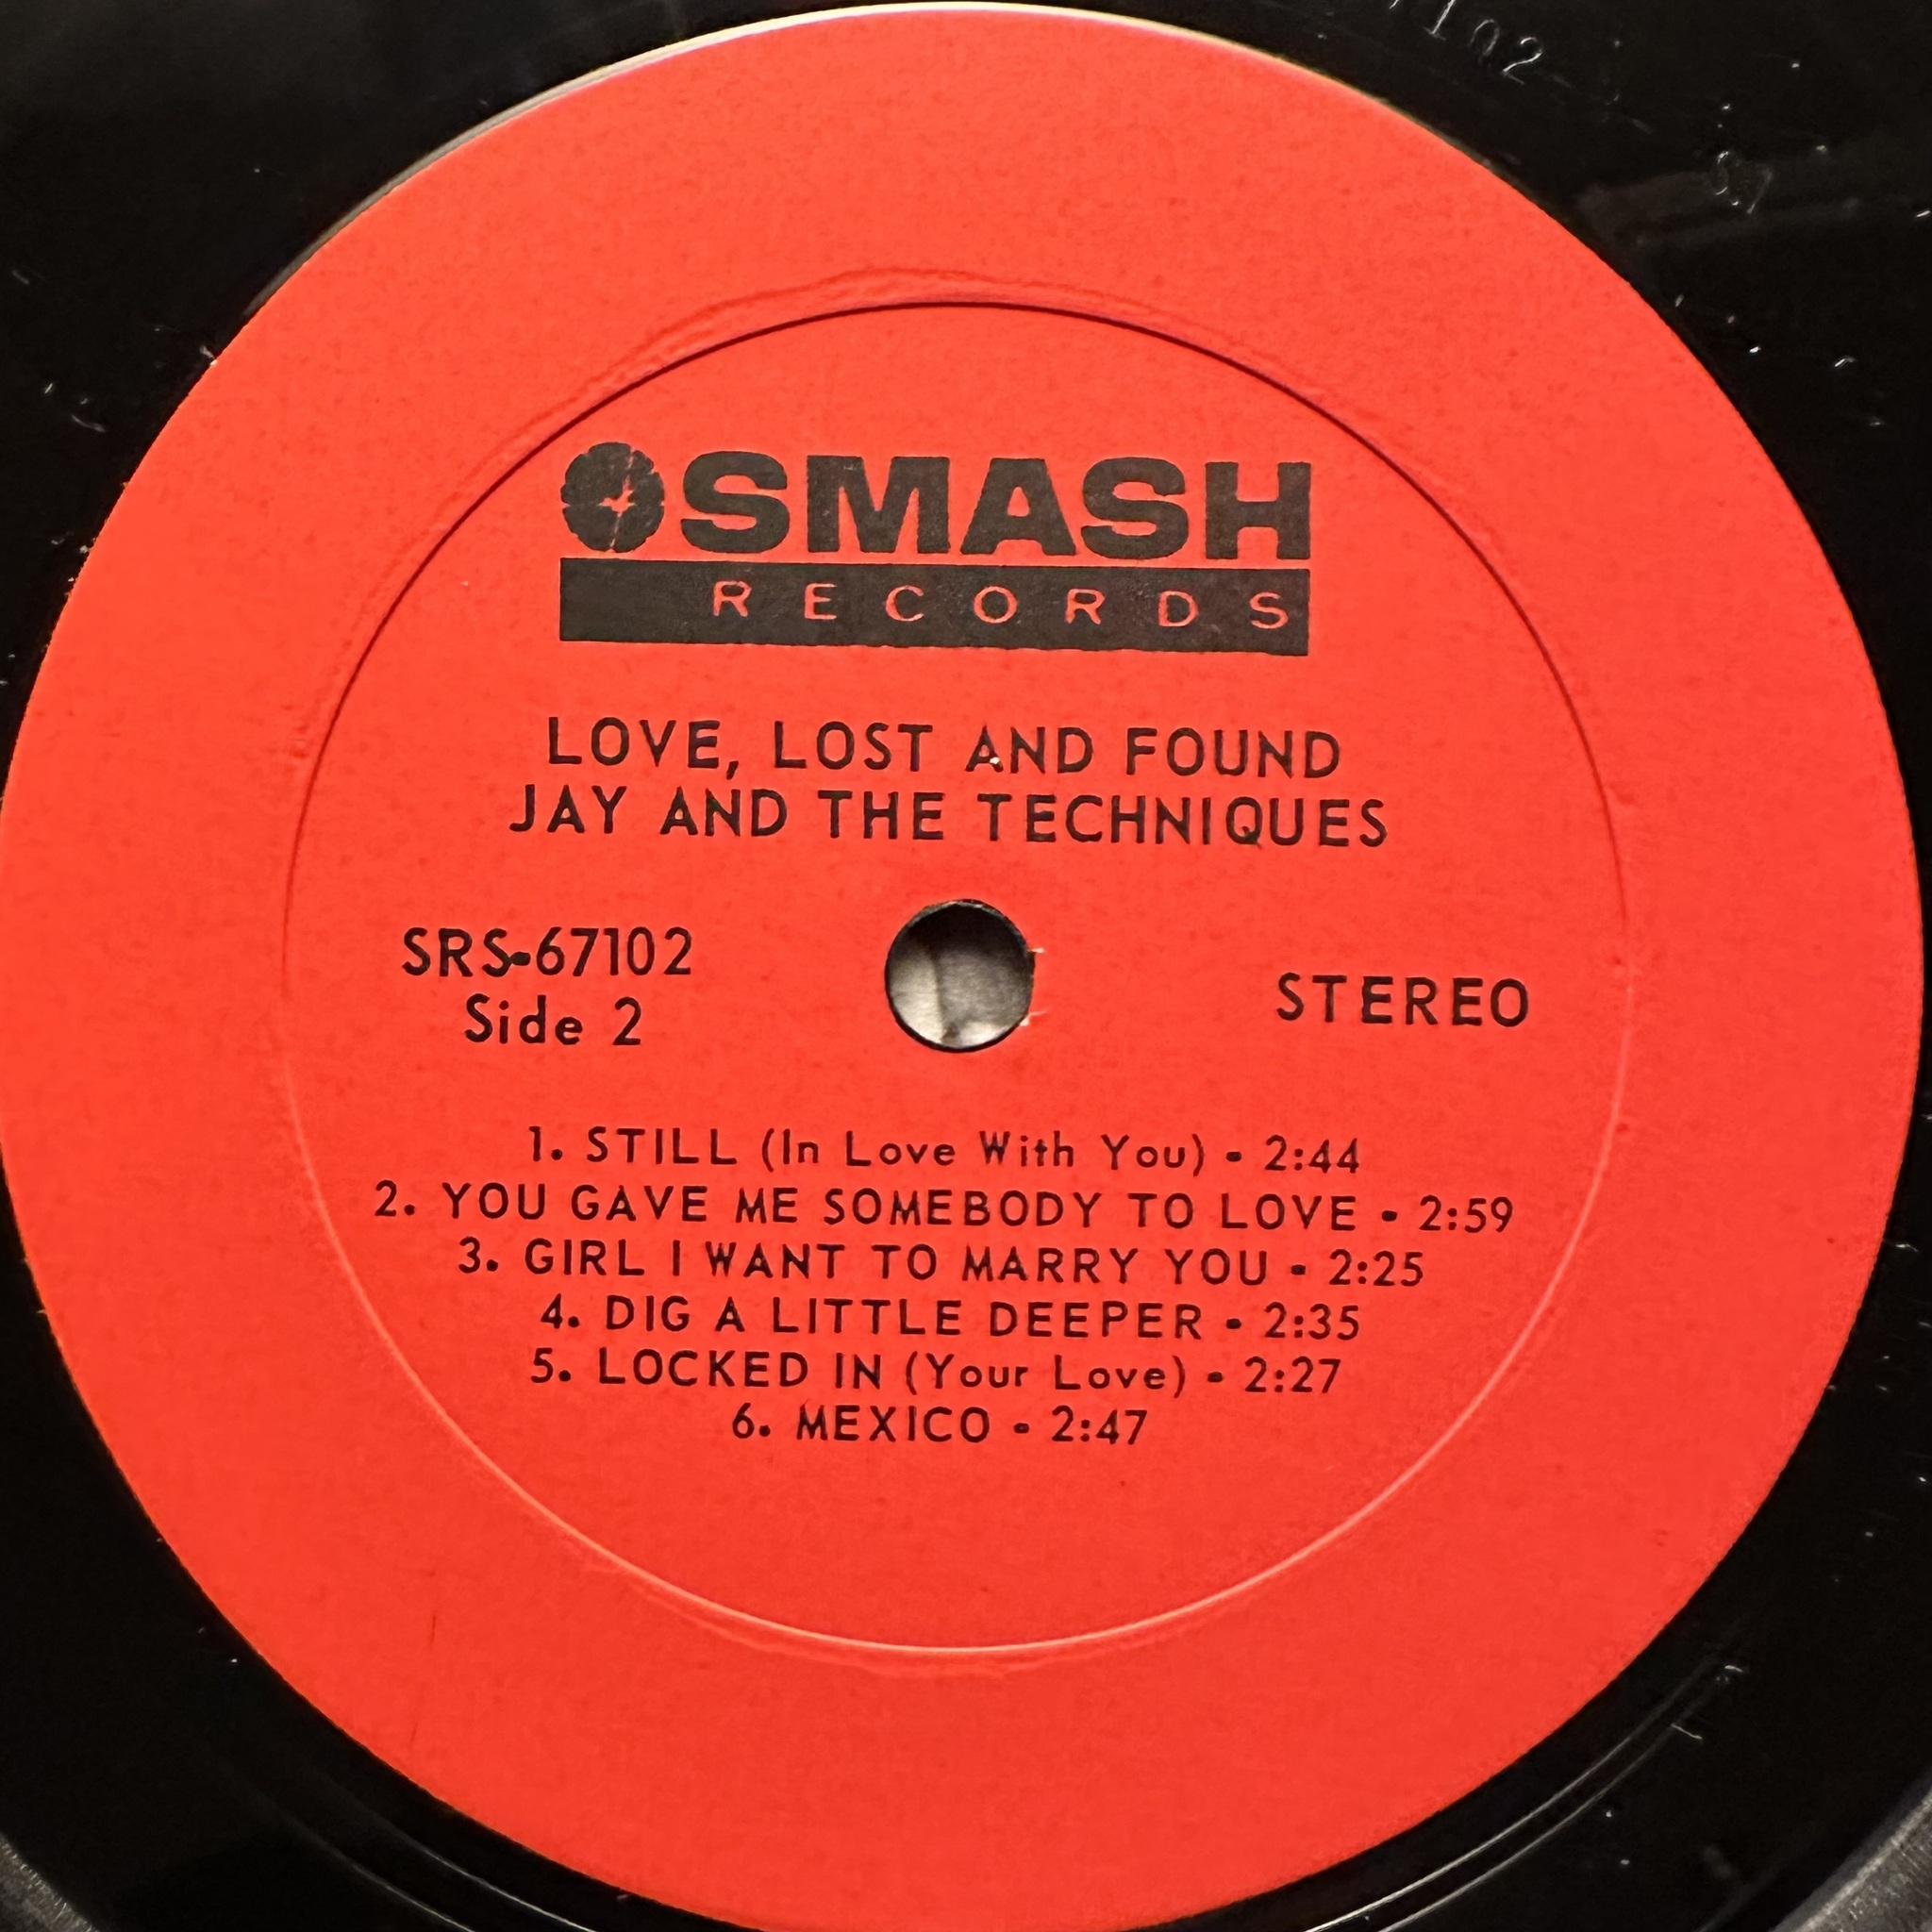 102
SMASH
RECORDS
LOVE, LOST AND FOUND
JAY AND THE TECHNIQUES
SRS-67102
Side 2
STEREO
1. STILL (In Love With You) - 2:44
2. YOU GAVE ME SOMEBODY TO LOVE - 2:59
3. GIRL I WANT TO MARRY YOU - 2:25
4. DIG A LITTLE DEEPER - 2:35
5. LOCKED IN (Your Love) - 2:27
6. MEXICO - 2:47